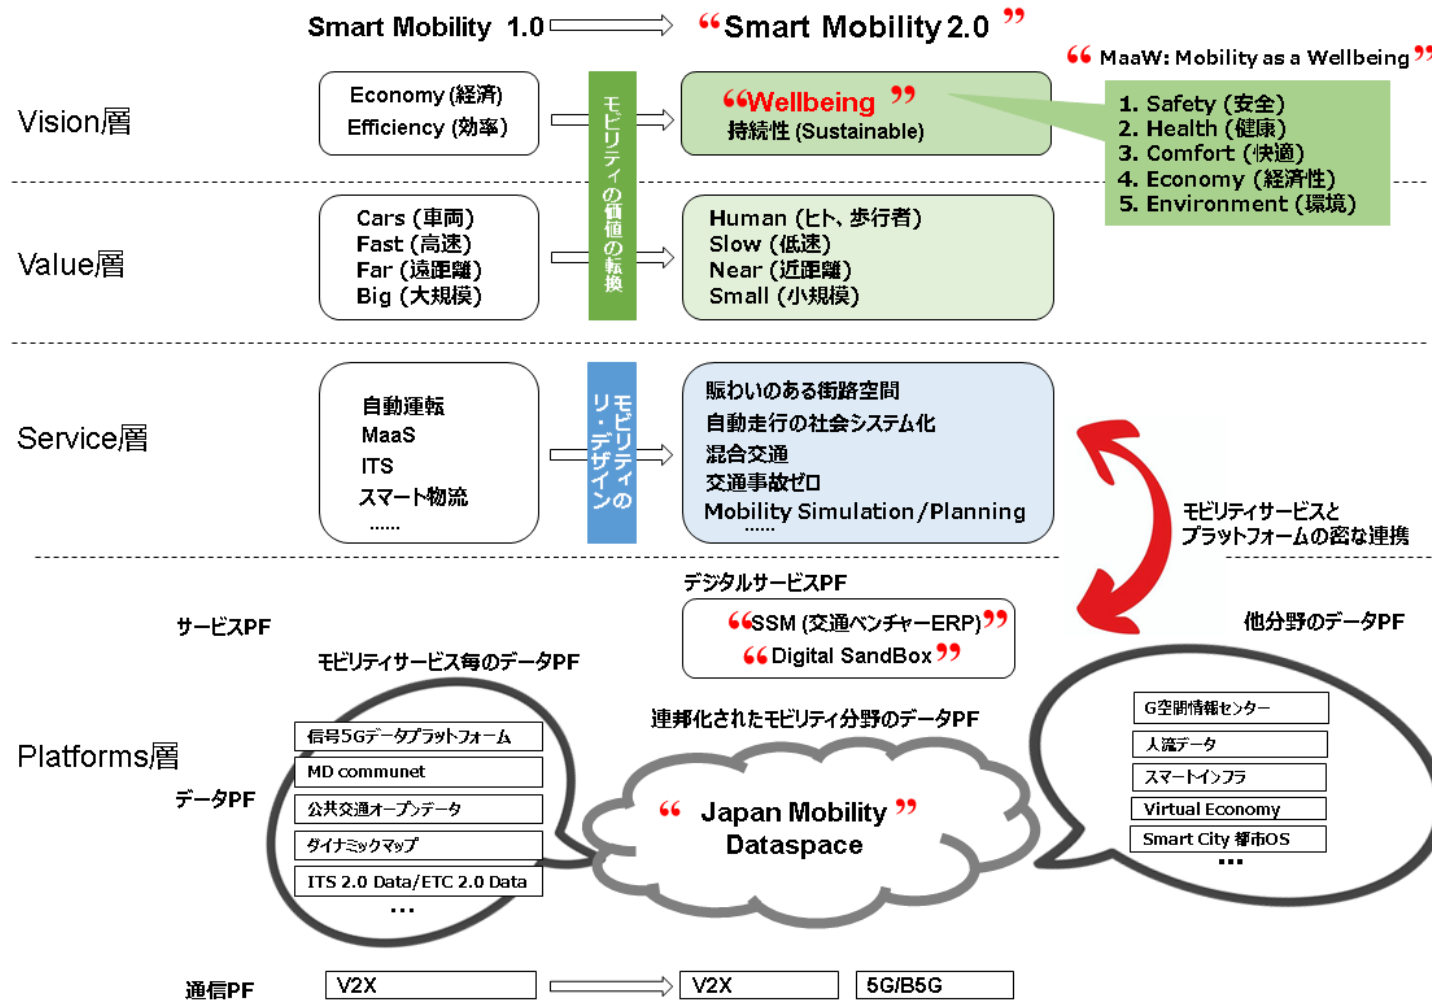 Smart Mobility 1.0
“Smart Mobility 2.0”
“MaaW: Mobility as a Wellbeing”
Vision層
Economy (経済)
Efficiency (効率)
モビリティの価値の転換
“Wellbeing”
持続性 (Sustainable)
1. Safety (安全)
2. Health (健康)
3. Comfort (快適)
4. Economy (経済性)
5. Environment (環境)
Value層
Cars (車両)
Fast (高速)
Far (遠距離)
Big (大規模)
Human (ヒト、歩行者)
Slow (低速)
Near (近距離)
Small (小規模)
Service層
自動運転
MaaS
ITS
スマート物流
......
モビリティの
リ・デザイン
賑わいのある街路空間
自動走行の社会システム化
混合交通
交通事故ゼロ
Mobility Simulation/Planning
......
モビリティサービスと
プラットフォームの密な連携
Platforms層
サービスPF
デジタルサービスPF
“SSM (交通ベンチャーERP)”
“Digital SandBox”
データPF
モビリティサービス毎のデータPF
信号5Gデータプラットフォーム
MD communet
公共交通オープンデータ
ダイナミックマップ
ITS 2.0 Data/ETC 2.0 Data
...
連邦化されたモビリティ分野のデータPF
“Japan Mobility”
Dataspace
他分野のデータPF
G空間情報センター
人流データ
スマートインフラ
Virtual Economy
Smart City 都市OS
...
通信PF
V2X
V2X
5G/B5G